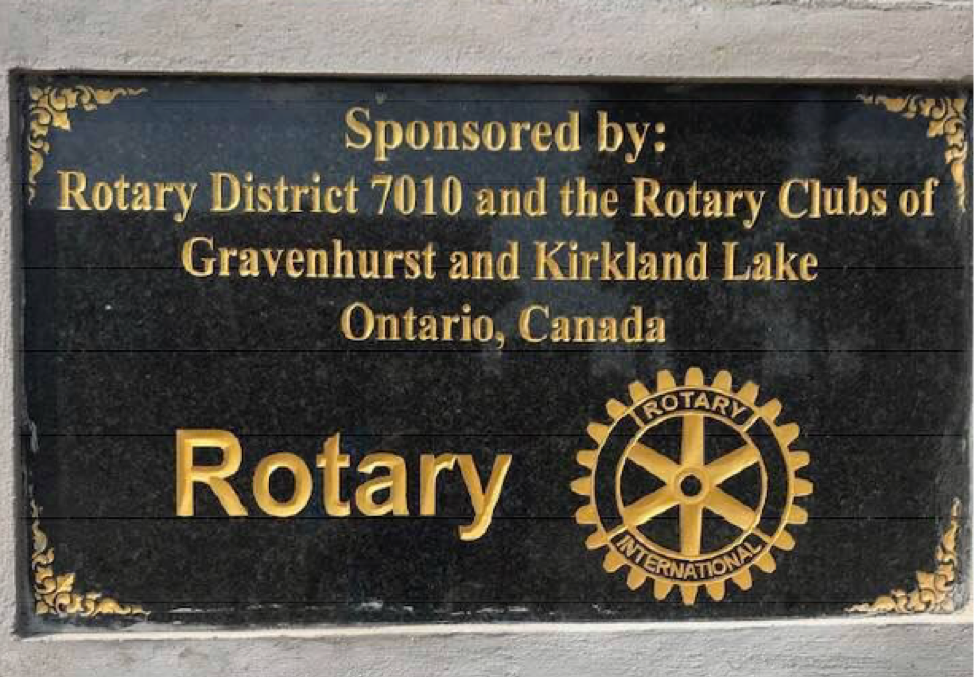 Sponsored by:
Rotary District 7010 and the Rotary Clubs of
Gravenhurst and Kirkland Lake
Ontario, Canada
Rotary
ROTARY
INTERNATIONAL